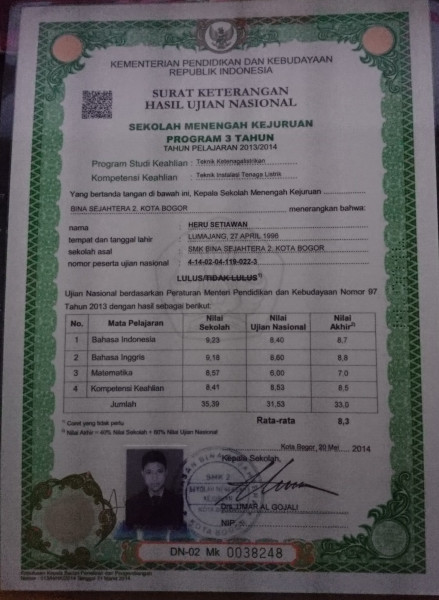 KEMENTERIAN PENDIDIKAN DAN KEBUDAYAAN
REPUBLIK INDONESIA
SURAT KETERANGAN
HASIL UJIAN NASIONAL
SEKOLAH MENENGAH KEJURUAN
PROGRAM 3 TAHUN
TAHUN PELAJARAN 2013/2014
Program Studi Keahlian : Teknik Ketenagalistrikan
Kompetensi Keahlian : Teknik Instalasi Tenaga Listrik
Yang bertanda tangan di bawah ini, Kepala Sekolah Menengah Kejuruan
BINA SEJAHTERA 2. KOTA BOGOR menerangkan bahwa:
nama HERU SETIAWAN
tempat dan tanggal lahir LUMAJANG, 27 APRIL 1996
sekolah asal SMK BINA SEJAHTERA 2. KOTA BOGOR
nomor peserta ujian nasional 4-14-02-04-119-022-3
LULUS/TIDAK LULUS*)
Ujian Nasional berdasarkan Peraturan Menteri Pendidikan dan Kebudayaan Nomor 97
Tahun 2013 dengan hasil sebagai berikut:
No. Mata Pelajaran Nilai Sekolah Nilai Ujian Nasional Nilai Akhir²)
1 Bahasa Indonesia 9,23 8,40 8,7
2 Bahasa Inggris 9,18 8,60 8,8
3 Matematika 8,57 6,00 7,0
4 Kompetensi Keahlian 8,41 8,53 8,5
Jumlah 35,39 31,53 33,0
Rata-rata 8,3
Coret yang tidak perlu
Nilai Akhir = 40% Nilai Sekolah + 60% Nilai Ujian Nasional
Kota Bogor, 20 Mei 2014
Kepala Sekolah,
SMK 2
Drs. UMAR AL GOJALI
NIP.
DN-02 Mk 0038248